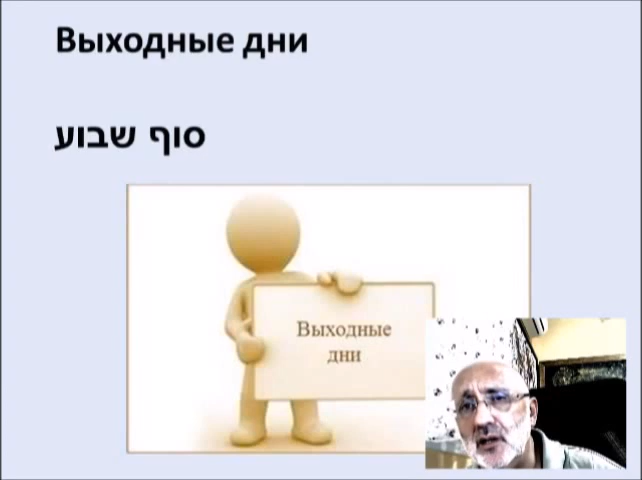 Выходные дни
סוף שבוע
Выходные
дни